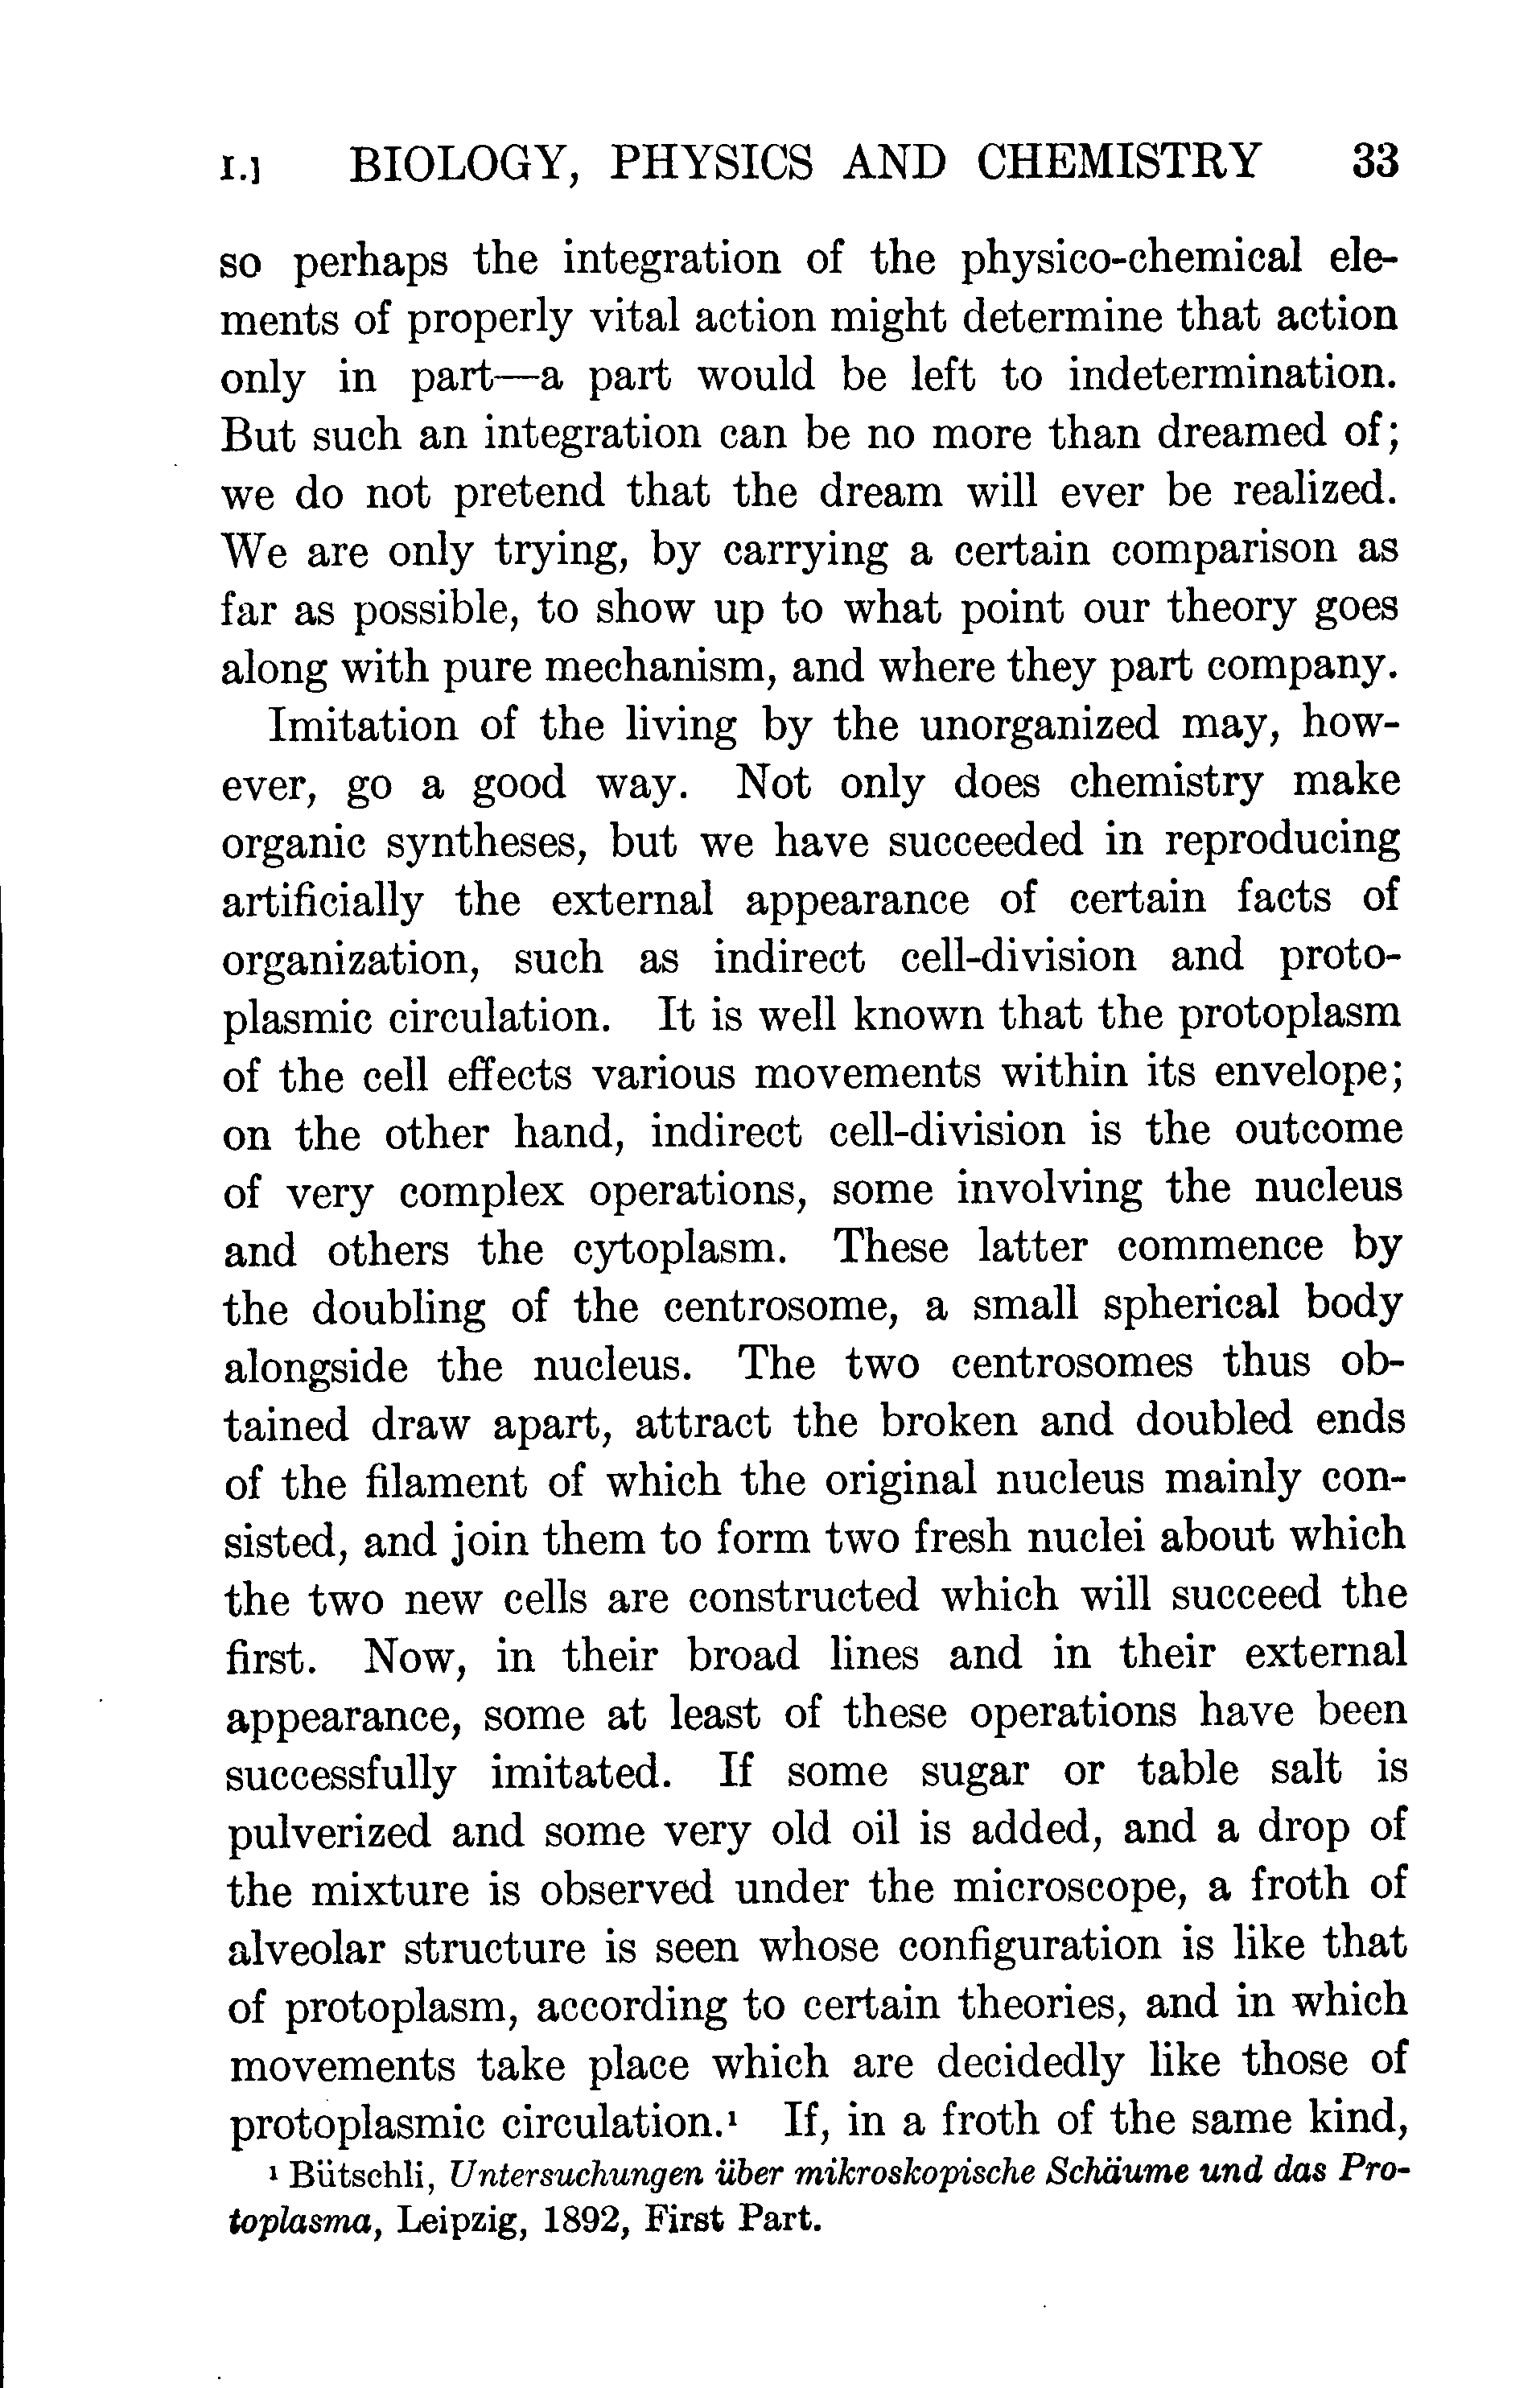 I.] BIOLOGY, PHYSICS AND CHEMISTRY 33
so perhaps the integration of the physico-chemical ele-
ments of properly vital action might determine that action
only in part—a part would be left to indetermination.
But such an integration can be no more than dreamed of;
we do not pretend that the dream will ever be realized.
We are only trying, by carrying a certain comparison as
far as possible, to show up to what point our theory goes
along with pure mechanism, and where they part company.
Imitation of the living by the unorganized may, how-
ever, go a good way. Not only does chemistry make
organic syntheses, but we have succeeded in reproducing
artificially the external appearance of certain facts of
organization, such as indirect cell-division and proto-
plasmic circulation. It is well known that the protoplasm
of the cell effects various movements within its envelope;
on the other hand, indirect cell-division is the outcome
of very complex operations, some involving the nucleus
and others the cytoplasm. These latter commence by
the doubling of the centrosome, a small spherical body
alongside the nucleus. The two centrosomes thus ob-
tained draw apart, attract the broken and doubled ends
of the filament of which the original nucleus mainly con-
sisted, and join them to form two fresh nuclei about which
the two new cells are constructed which will succeed the
first. Now, in their broad lines and in their external
appearance, some at least of these operations have been
successfully imitated. If some sugar or table salt is
pulverized and some very old oil is added, and a drop of
the mixture is observed under the microscope, a froth of
alveolar structure is seen whose configuration is like that
of protoplasm, according to certain theories, and in which
movements take place which are decidedly like those of
protoplasmic circulation.¹ If, in a froth of the same kind,
¹ Bütschli, Untersuchungen über mikroskopische Schäume und das Pro-
toplasma, Leipzig, 1892, First Part.